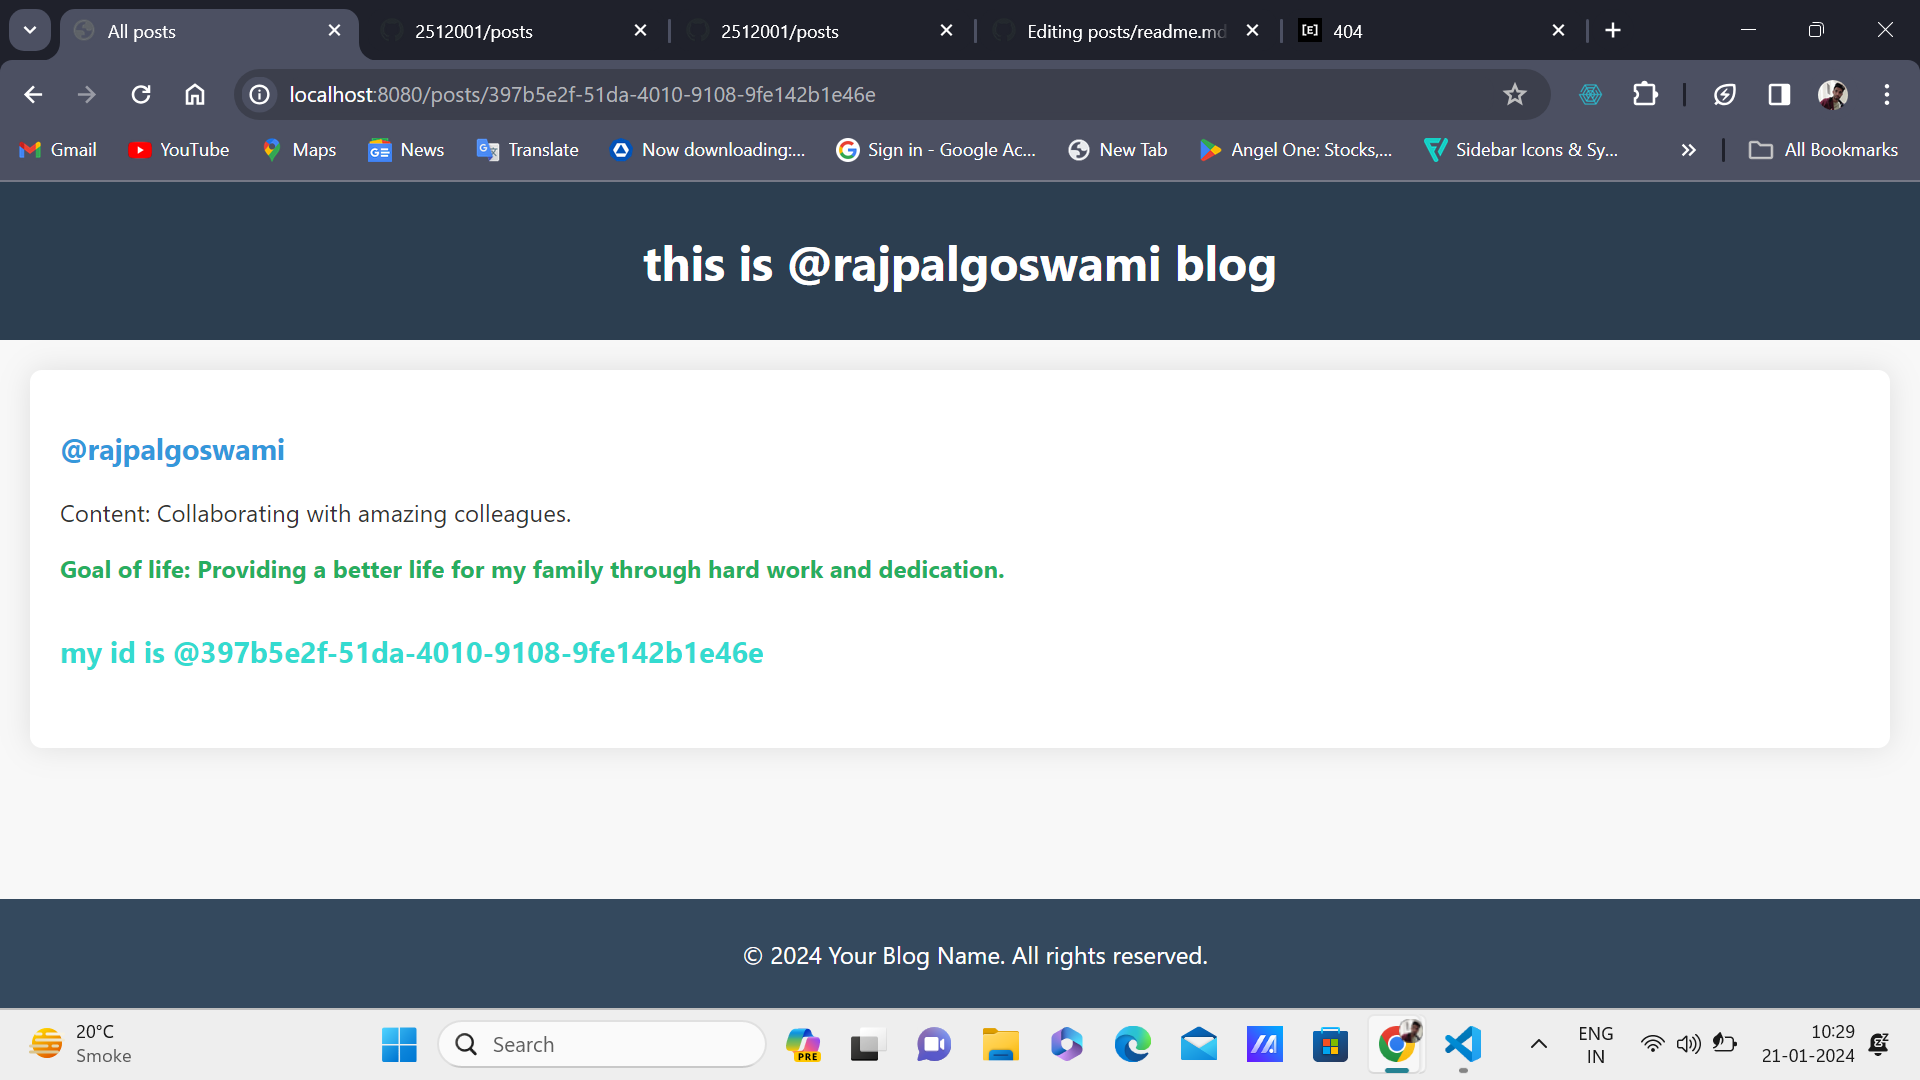 All posts
2512001/posts
2512001/posts
Editing posts/readme.md
[E] 404
localhost:8080/posts/397b5e2f-51da-4010-9108-9fe142b1e46e
Gmail
YouTube
Maps
News
Translate
Now downloading:...
Sign in - Google Ac...
New Tab
Angel One: Stocks,...
Sidebar Icons & Sy...
All Bookmarks
this is @rajpalgoswami blog
@rajpalgoswami
Content: Collaborating with amazing colleagues.
Goal of life: Providing a better life for my family through hard work and dedication.
my id is @397b5e2f-51da-4010-9108-9fe142b1e46e
© 2024 Your Blog Name. All rights reserved.
20°C
Smoke
Search
PRE
ENG
IN
10:29
21-01-2024